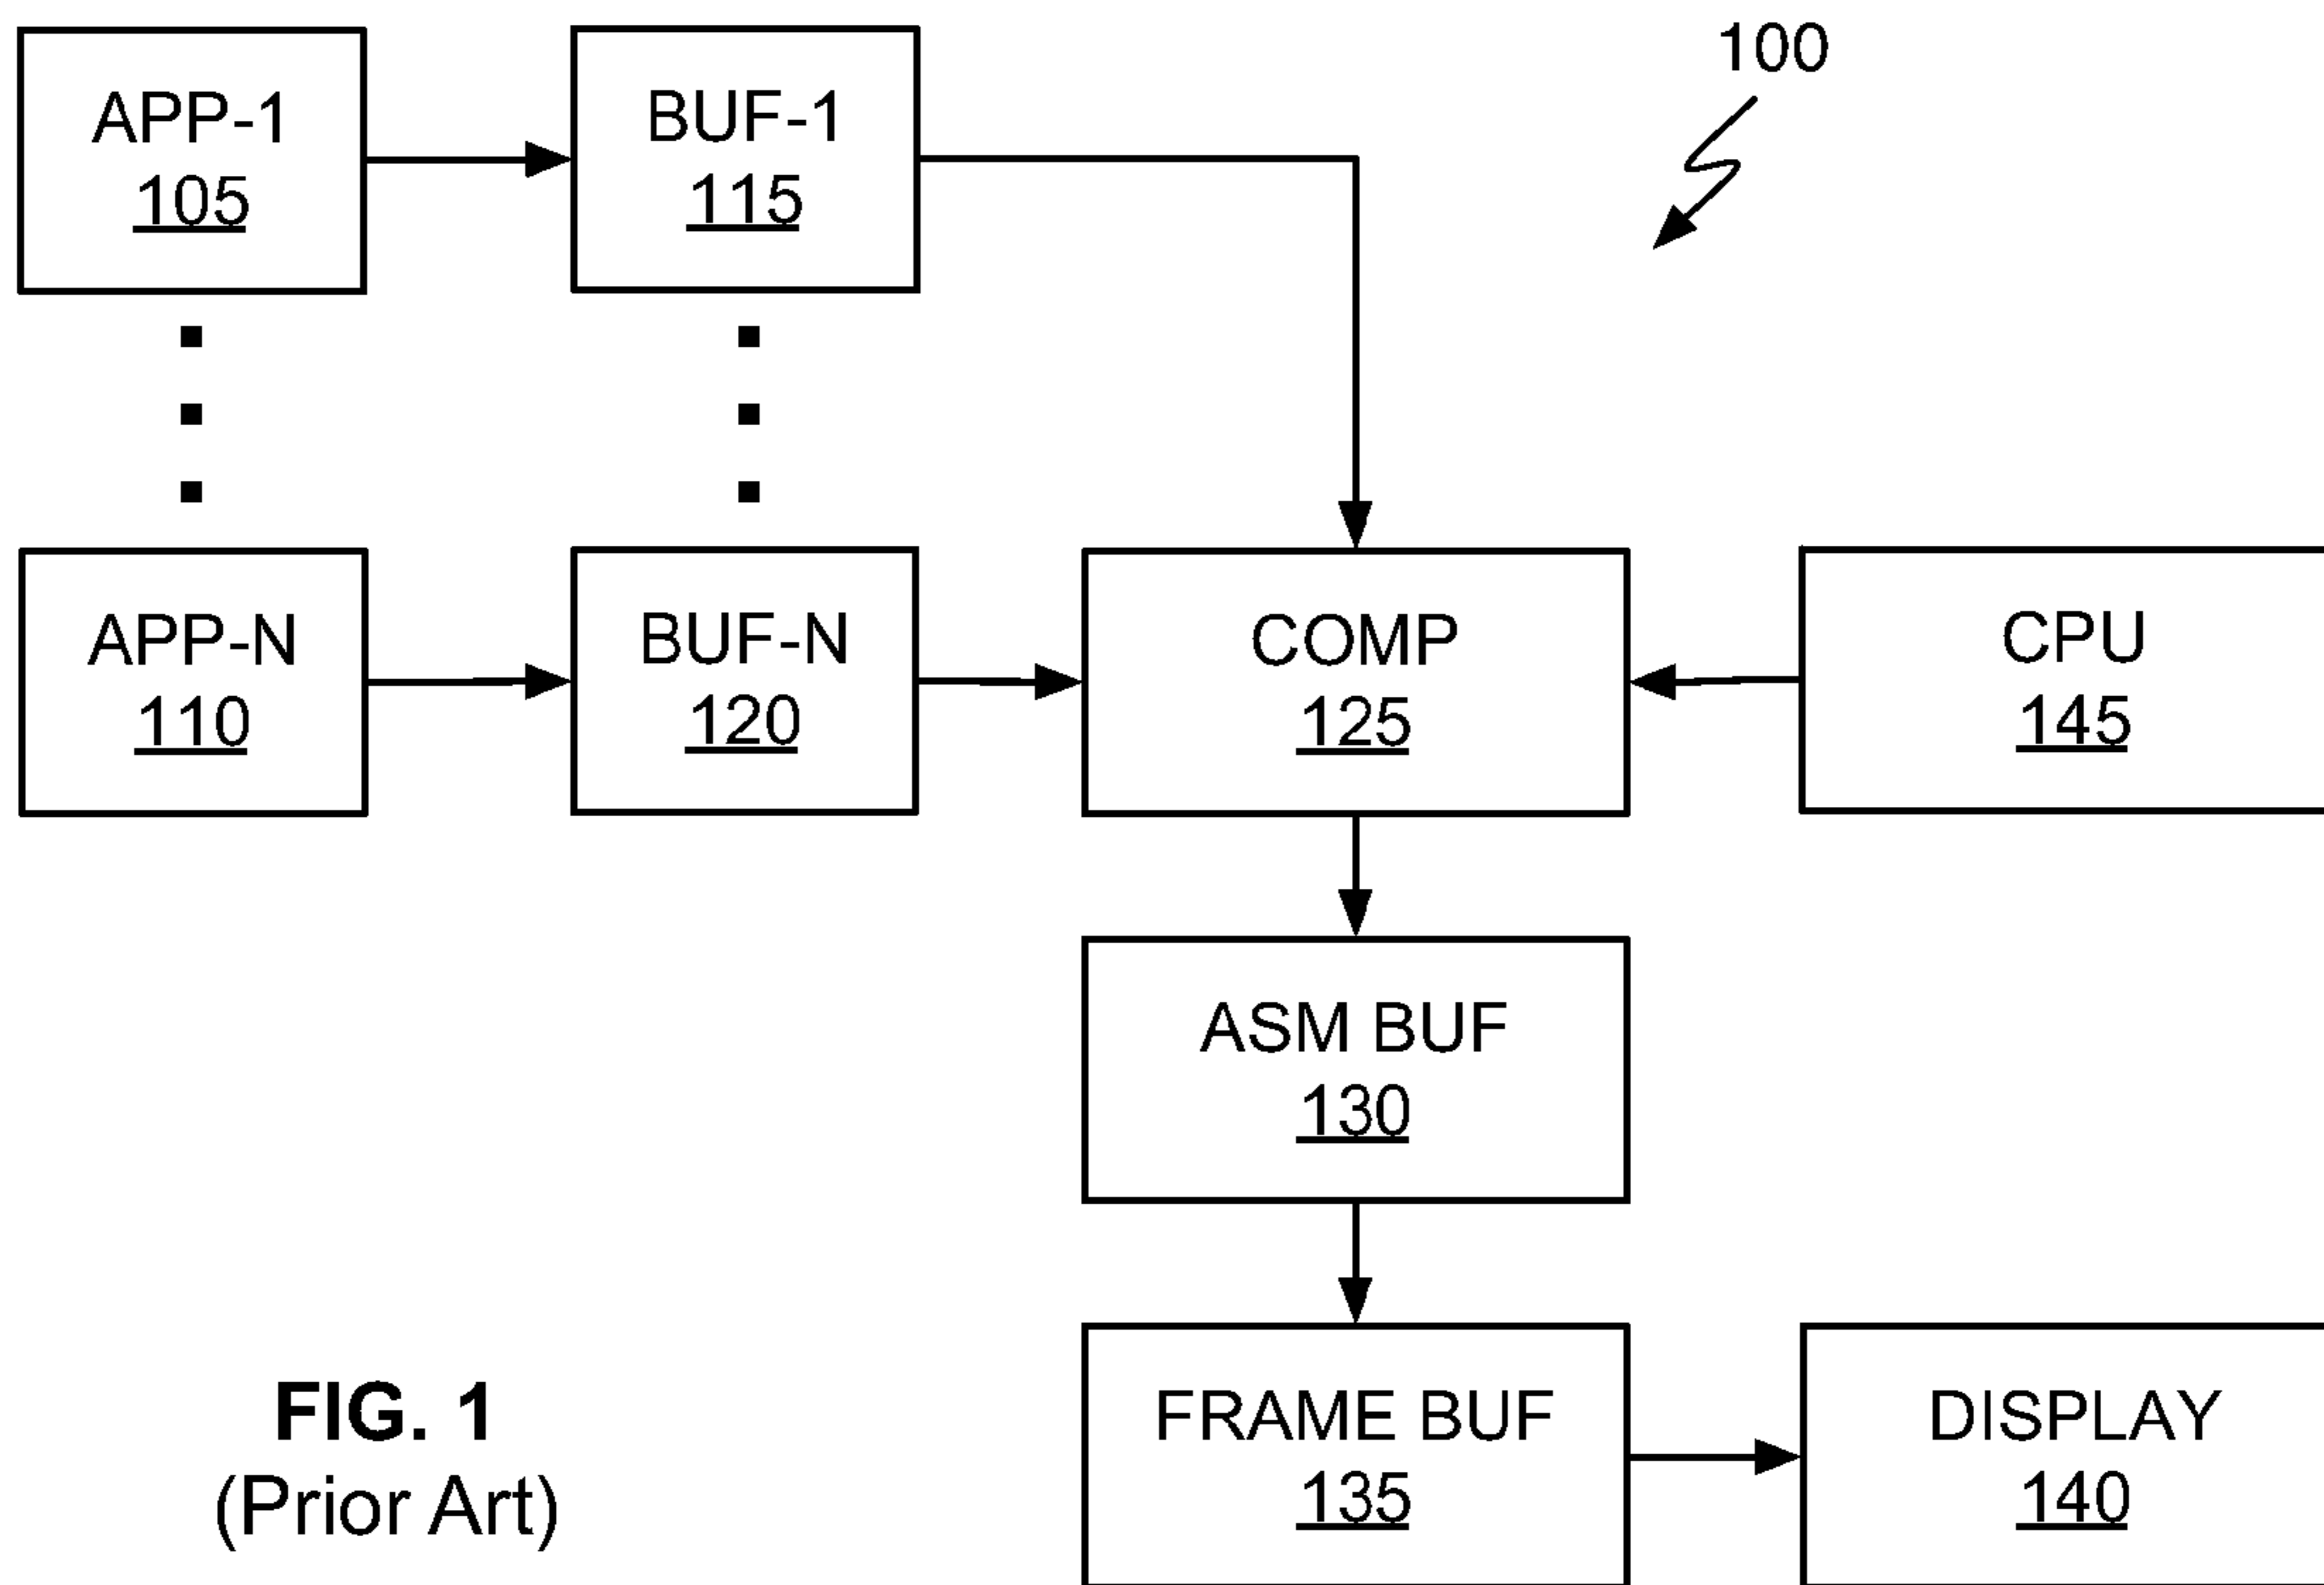 100
APP-1
105
BUF-1
115
APP-N
110
BUF-N
120
COMP
125
CPU
145
ASM BUF
130
FRAME BUF
135
DISPLAY
140
FIG. 1
(Prior Art)